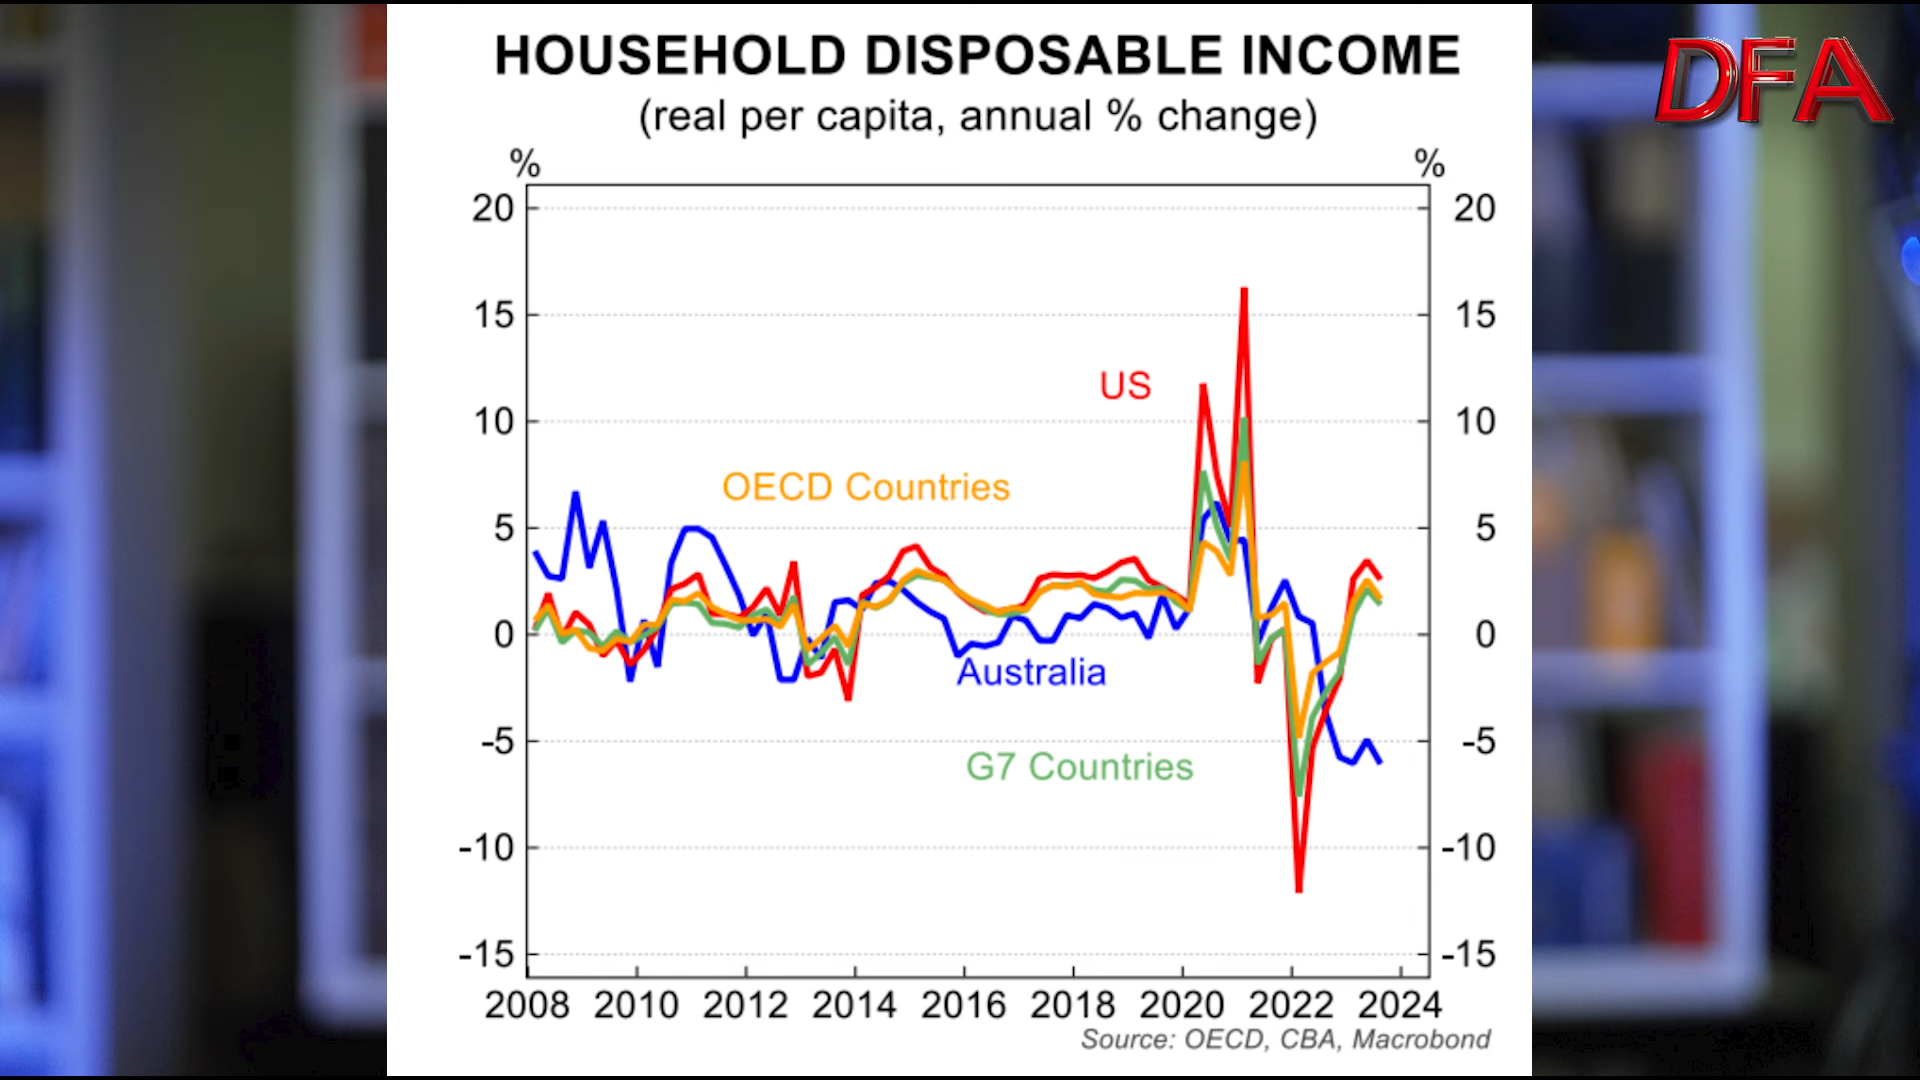 HOUSEHOLD DISPOSABLE INCOME
DFA
(real per capita, annual % change)
% %
20 20
15 15
US
10 10
OECD Countries
5 5
0 0
Australia
-5 -5
G7 Countries
-10 -10
-15 -15
2008 2010 2012 2014 2016 2018 2020 2022 2024
Source: OECD, CBA, Macrobond